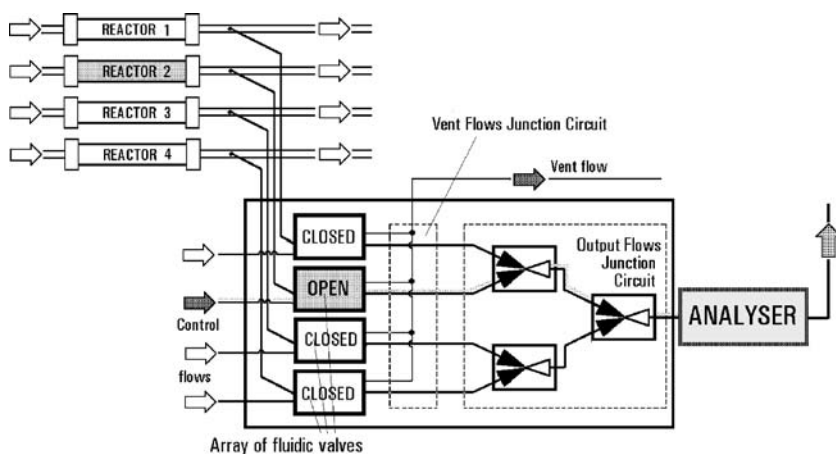 REACTOR 1
REACTOR 2
REACTOR 3
REACTOR 4
Vent Flows Junction Circuit
Vent flow
CLOSED
OPEN
CLOSED
CLOSED
Control
flows
Output Flows
Junction
Circuit
ANALYSER
Array of fluidic valves